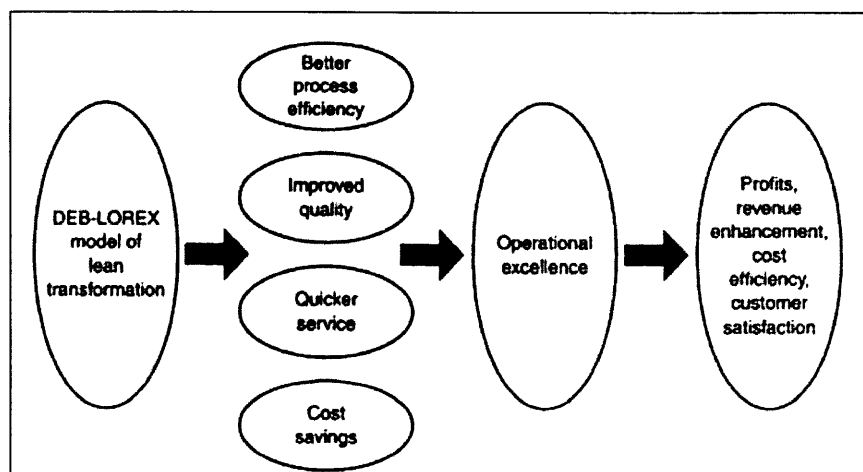 DEB-LOREX
model of
lean
transformation
Better
process
efficiency
Improved
quality
Quicker
service
Cost
savings
Operational
excellence
Profits,
revenue
enhancement,
cost
efficiency,
customer
satisfaction